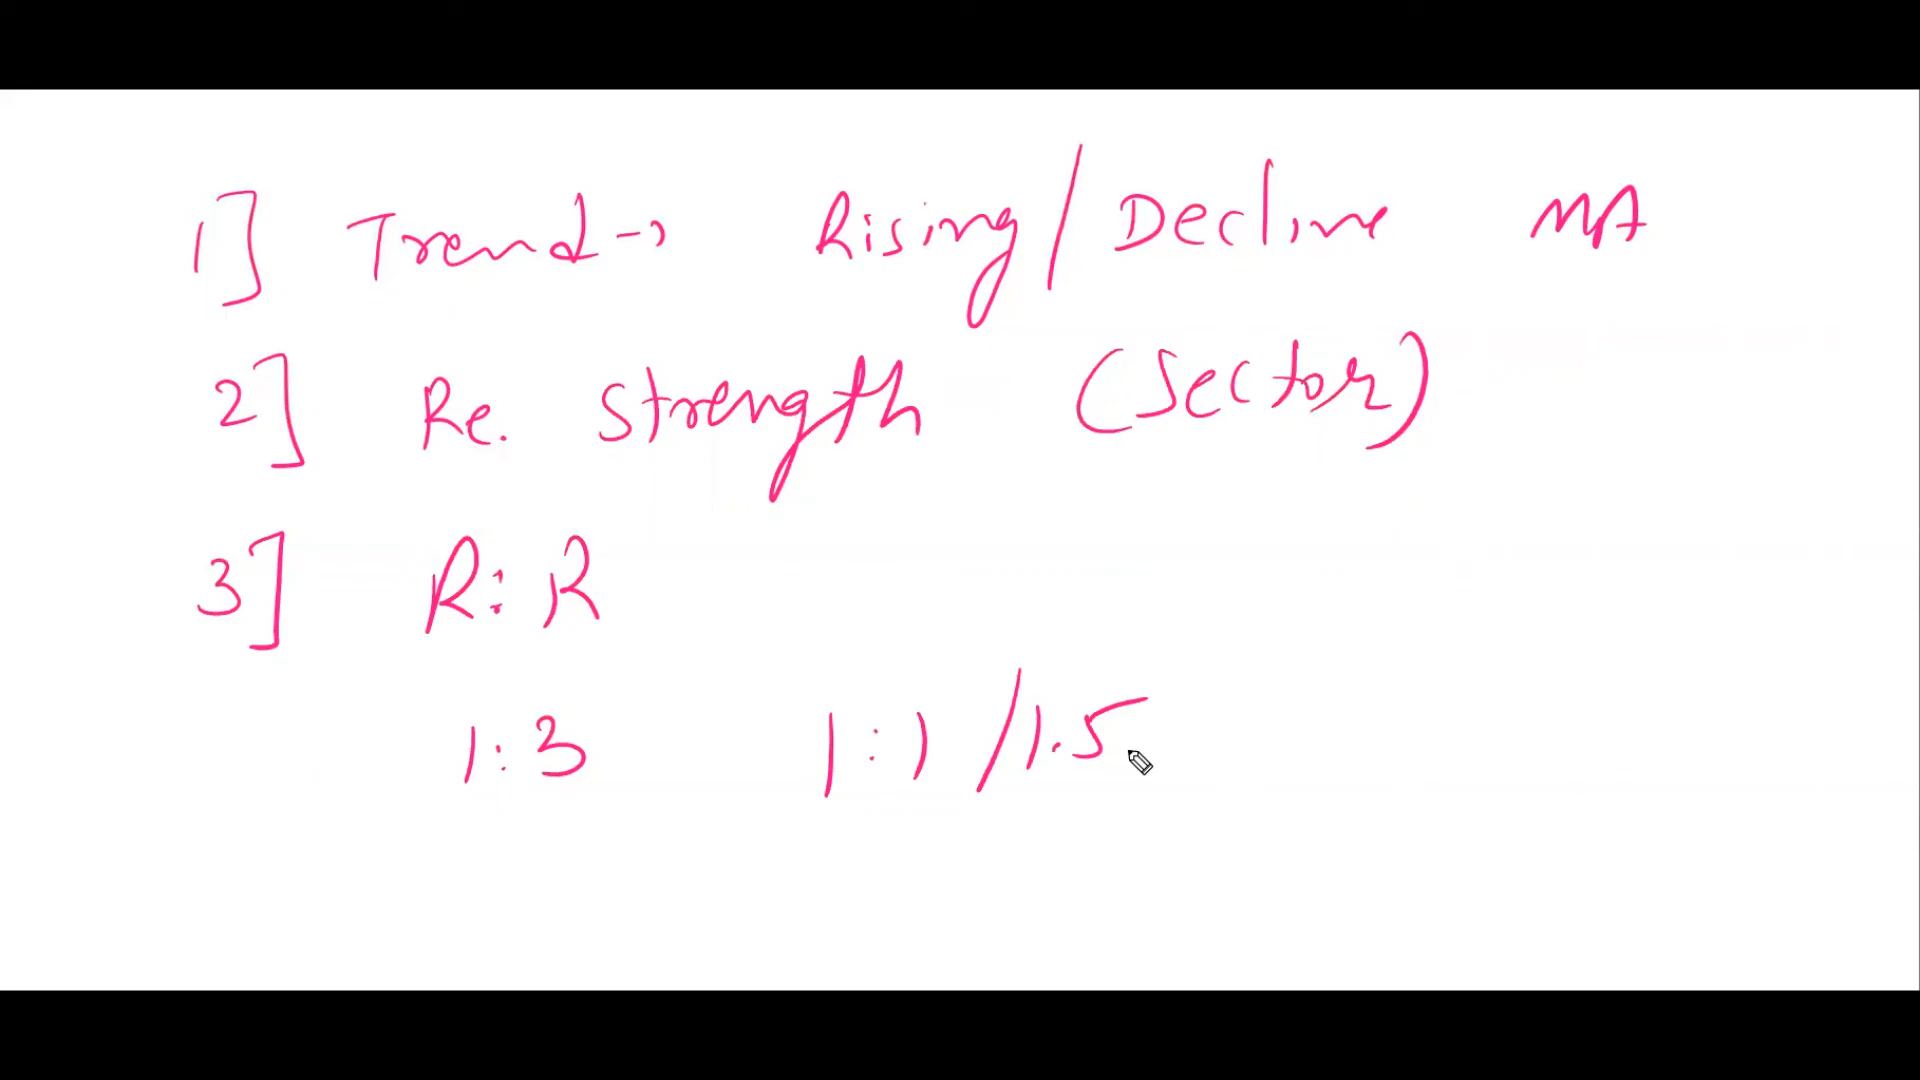 1] Trend → Rising/Decline MA
2] Re. Strength (Sector)
3] R:R
1:3 1:1/1.5